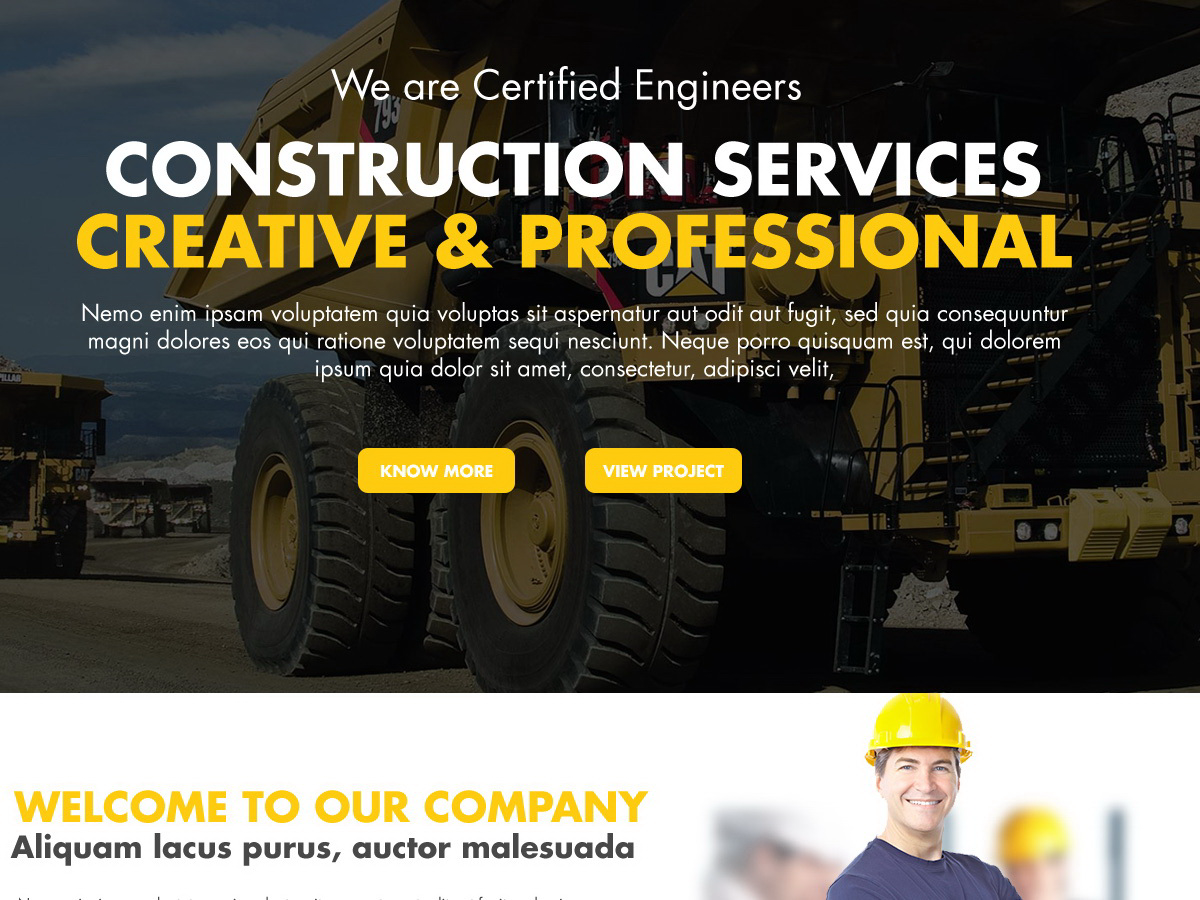 We are Certified Engineers
793
CONSTRUCTION SERVICES
CREATIVE & PROFESSIONAL
CAT
Nemo enim ipsam voluptatem quia voluptas sit aspernatur aut odit aut fugit, sed quia consequuntur
magni dolores eos qui ratione voluptatem sequi nesciunt. Neque porro quisquam est, qui dolorem
ipsum quia dolor sit amet, consectetur, adipisci velit,
KNOW MORE
VIEW PROJECT
WELCOME TO OUR COMPANY
Aliquam lacus purus, auctor malesuada